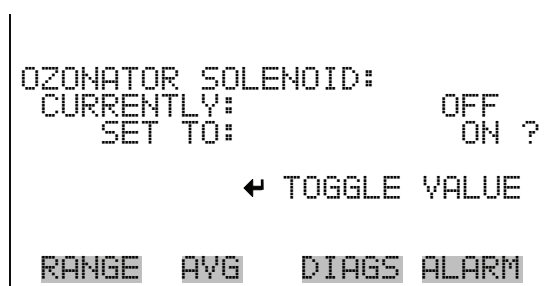 OZONATOR SOLENOID:
CURRENTLY: OFF
SET TO: ON ?
↵ TOGGLE VALUE
RANGE AVG DIAGS ALARM